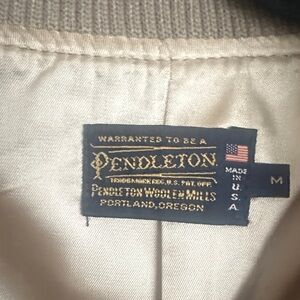 WARRANTED TO BE A
PENDLETON
TRADEMARK REG. U.S. PAT. OFF.
PENDLETON WOOLEN MILLS
PORTLAND, OREGON
MADE
IN
U.
S.
A.
M